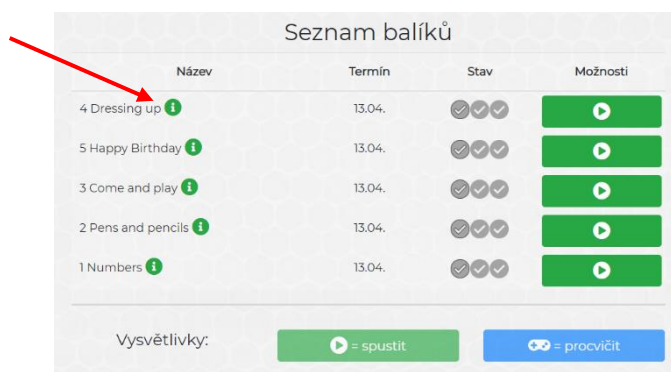 Seznam balíků
Název Termín Stav Možnosti
4 Dressing up 13.04.
5 Happy Birthday 13.04.
3 Come and play 13.04.
2 Pens and pencils 13.04.
1 Numbers 13.04.
Vysvětlivky: = spustit = procvičit